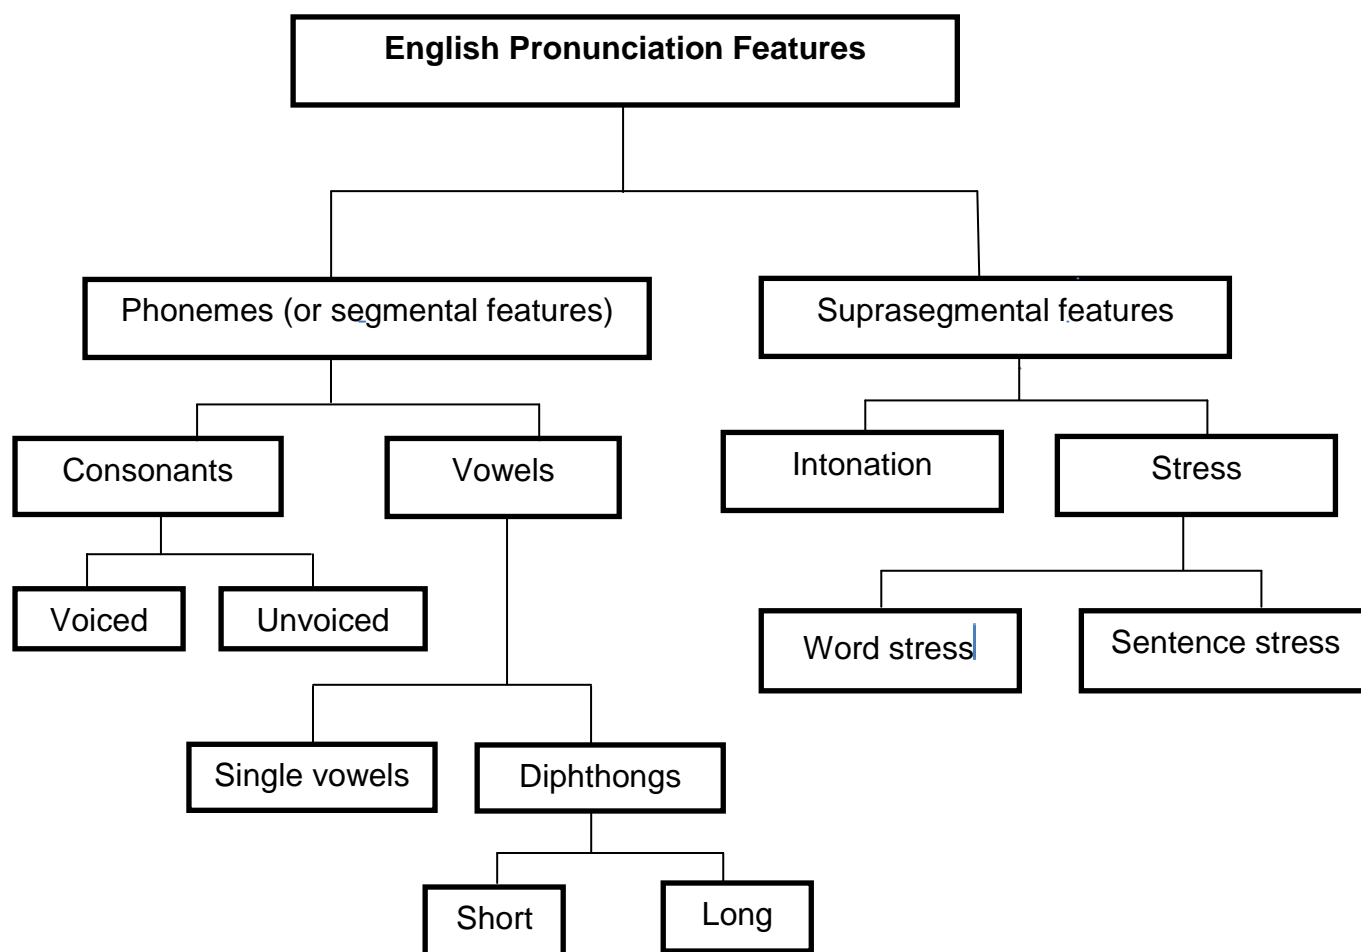 English Pronunciation Features
Phonemes (or segmental features)
Suprasegmental features
Consonants
Vowels
Intonation
Stress
Voiced
Unvoiced
Word stress
Sentence stress
Single vowels
Diphthongs
Short
Long